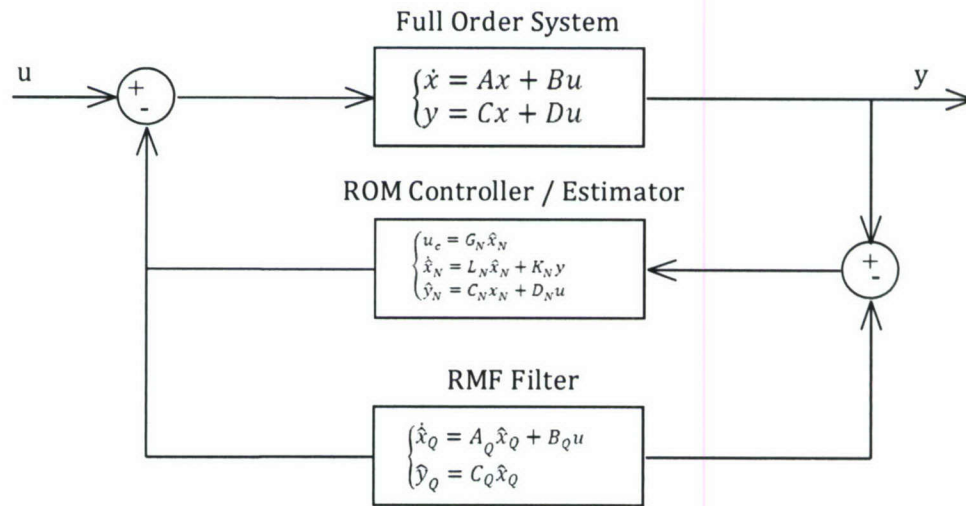 Full Order System
u
+
-
ẋ = Ax + Bu
y = Cx + Du
y
ROM Controller / Estimator
u_c = G_N x̂_N
x̂̇_N = L_N x̂_N + K_N y
ŷ_N = C_N x_N + D_N u
+
-
RMF Filter
x̂̇_Q = A_Q x̂_Q + B_Q u
ŷ_Q = C_Q x̂_Q